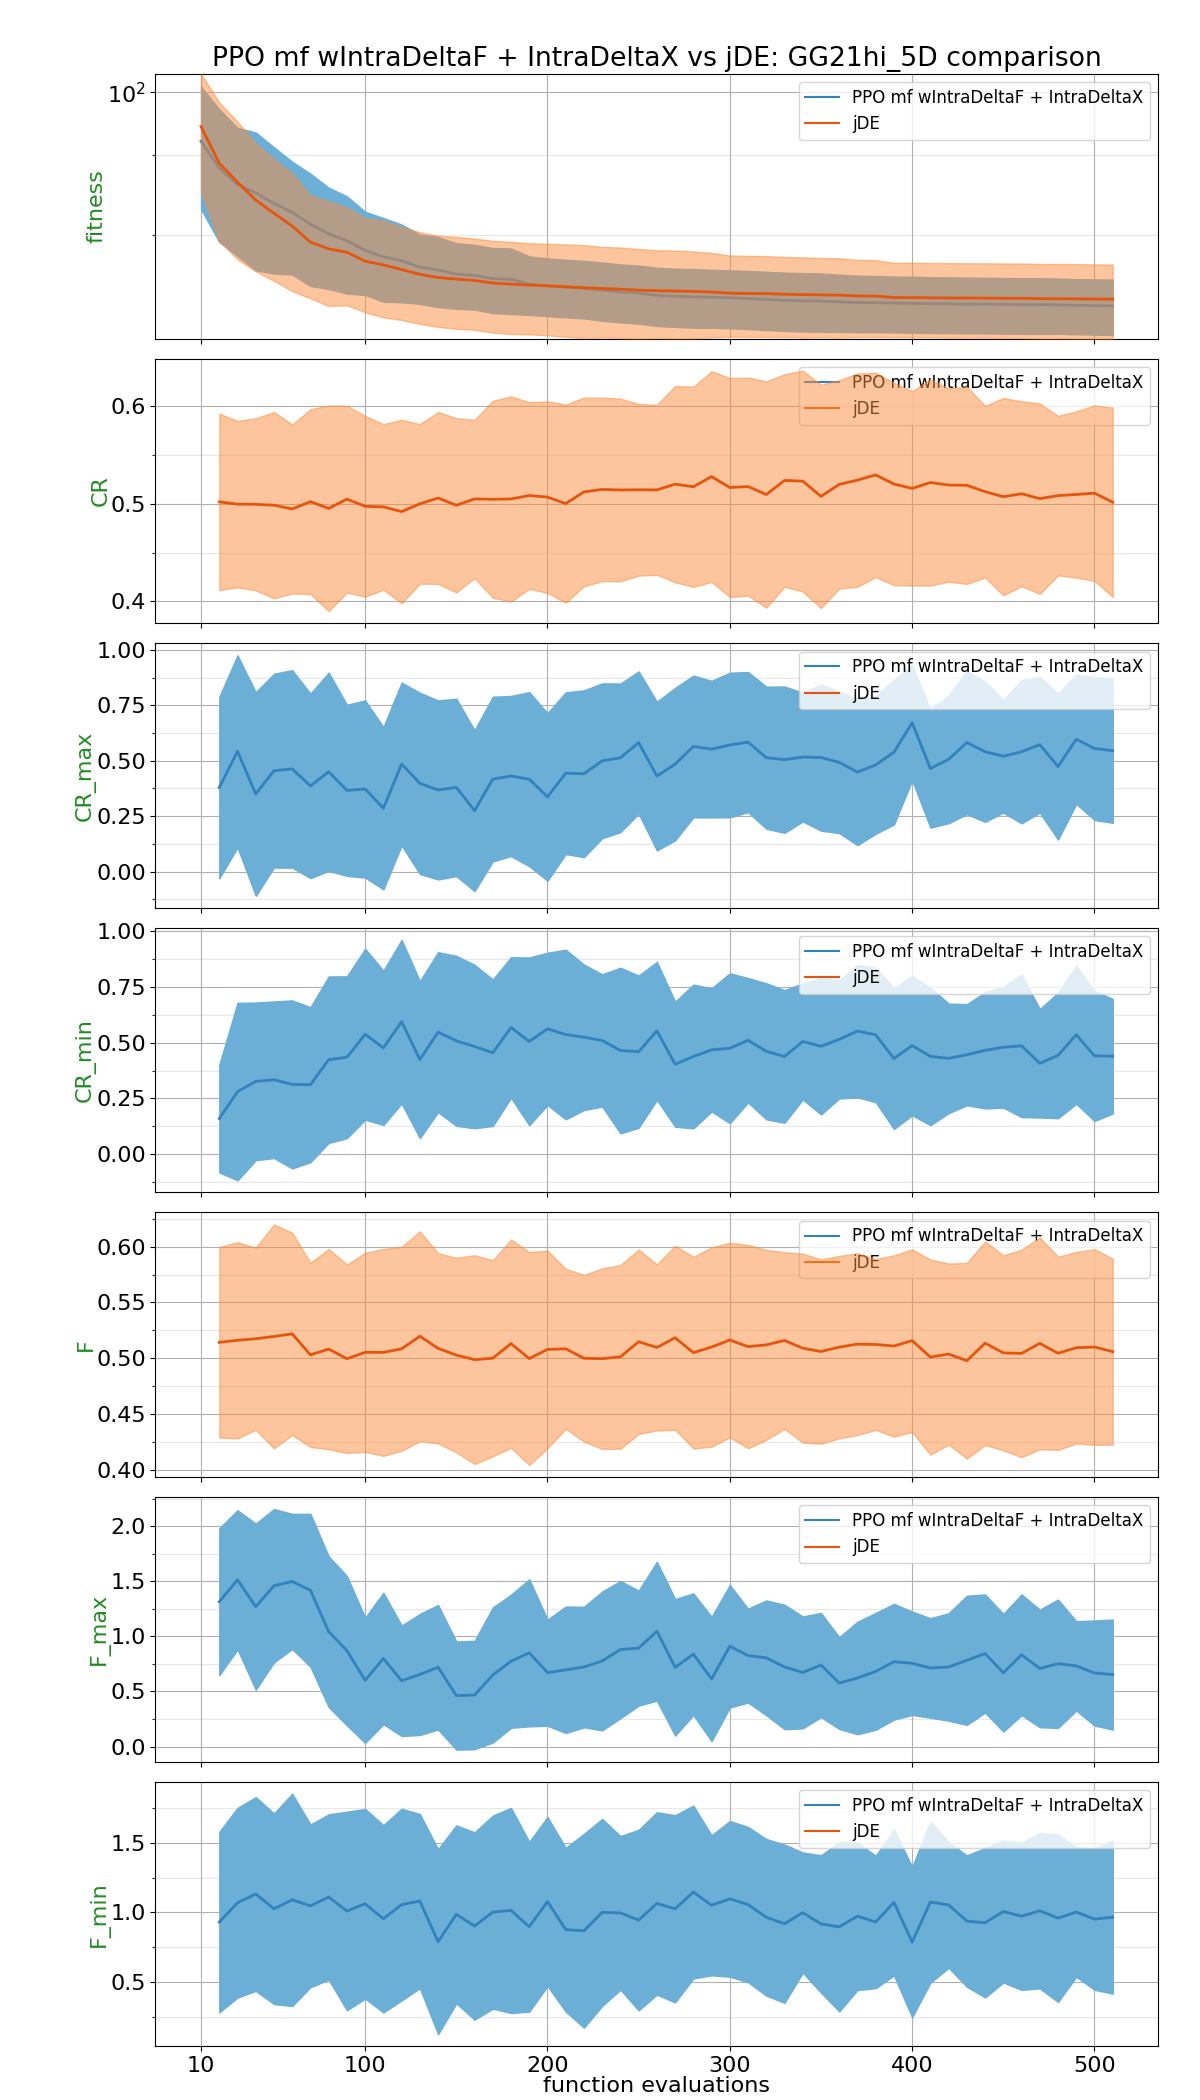 PPO mf wIntraDeltaF + IntraDeltaX vs jDE: GG21hi_5D comparison
10²
fitness
PPO mf wIntraDeltaF + IntraDeltaX
jDE
0.6
0.5
0.4
CR
PPO mf wIntraDeltaF + IntraDeltaX
jDE
1.00
0.75
0.50
0.25
0.00
CR_max
PPO mf wIntraDeltaF + IntraDeltaX
jDE
1.00
0.75
0.50
0.25
0.00
CR_min
PPO mf wIntraDeltaF + IntraDeltaX
jDE
0.60
0.55
0.50
0.45
0.40
F
PPO mf wIntraDeltaF + IntraDeltaX
jDE
2.0
1.5
1.0
0.5
0.0
F_max
PPO mf wIntraDeltaF + IntraDeltaX
jDE
1.5
1.0
0.5
F_min
PPO mf wIntraDeltaF + IntraDeltaX
jDE
10 100 200 300 400 500
function evaluations